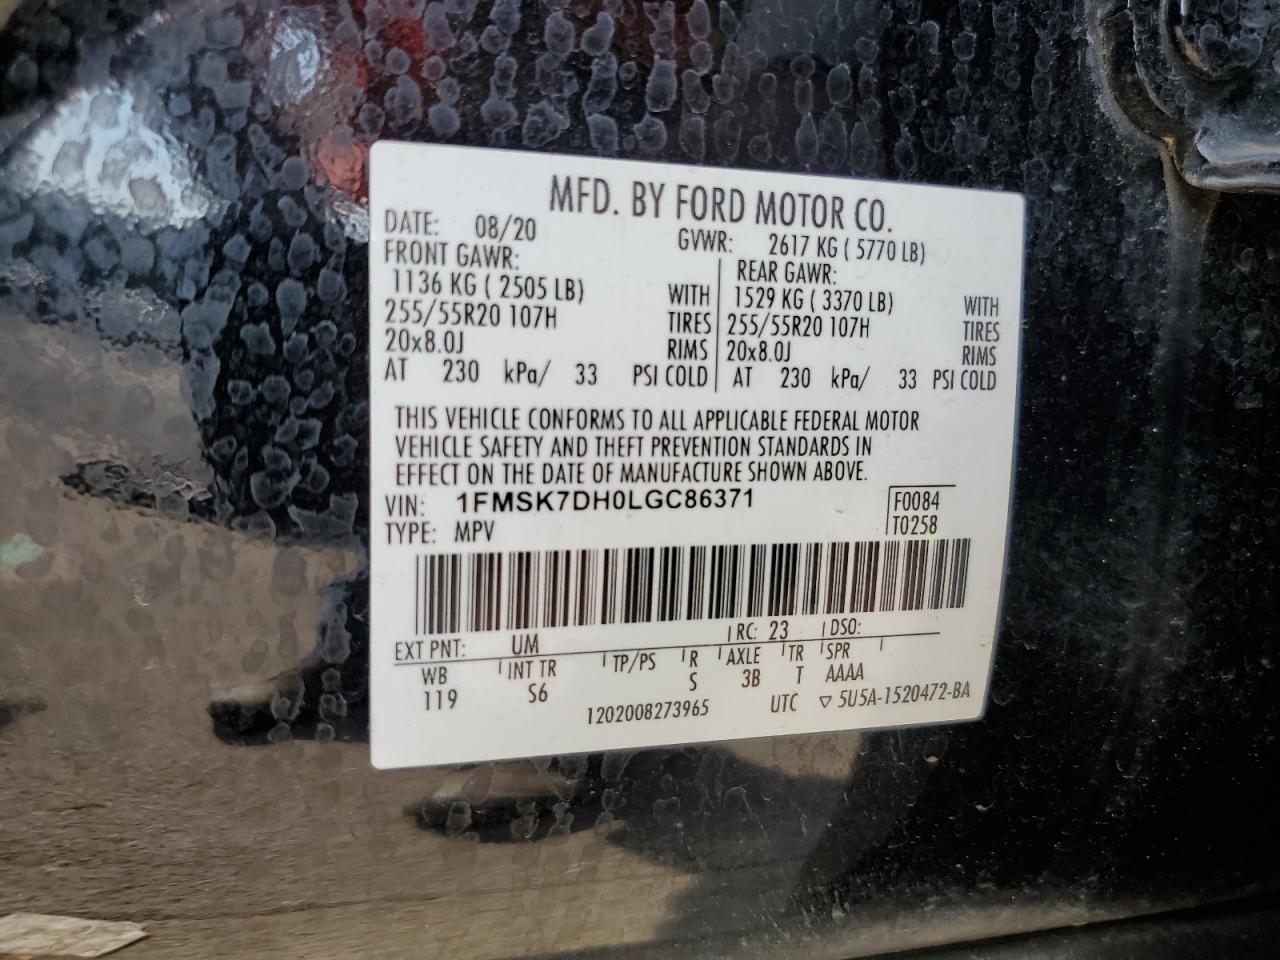 MFD. BY FORD MOTOR CO.
DATE: 08/20 GVWR: 2617 KG ( 5770 LB)
FRONT GAWR: REAR GAWR:
1136 KG ( 2505 LB) WITH 1529 KG ( 3370 LB) WITH
255/55R20 107H TIRES 255/55R20 107H TIRES
20x8.0J RIMS 20x8.0J RIMS
AT 230 kPa/ 33 PSI COLD AT 230 kPa/ 33 PSI COLD
THIS VEHICLE CONFORMS TO ALL APPLICABLE FEDERAL MOTOR
VEHICLE SAFETY AND THEFT PREVENTION STANDARDS IN
EFFECT ON THE DATE OF MANUFACTURE SHOWN ABOVE.
VIN: 1FMSK7DH0LGC86371 F0084
TYPE: MPV T0258
EXT PNT: UM RC: 23 DSO:
WB INT TR TP/PS R AXLE TR SPR
119 S6 S 3B T AAAA
1202008273965 UTC ▽ 5U5A-1520472-BA